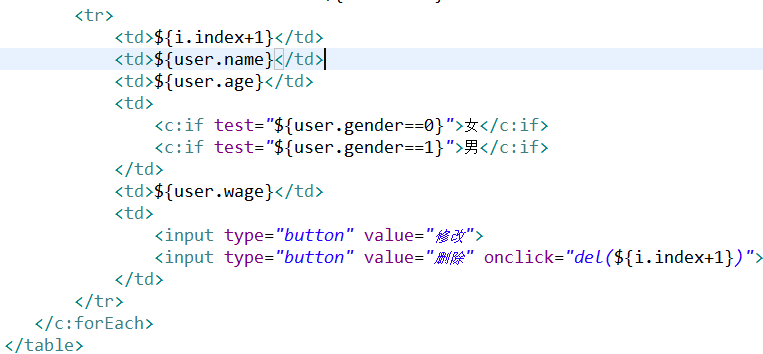 <tr>
<td>${i.index+1}</td>
<td>${user.name}</td>
<td>${user.age}</td>
<td>
<c:if test="${user.gender==0}">女</c:if>
<c:if test="${user.gender==1}">男</c:if>
</td>
<td>${user.wage}</td>
<td>
<input type="button" value="修改">
<input type="button" value="删除" onclick="del(${i.index+1})">
</td>
</tr>
</c:forEach>
</table>